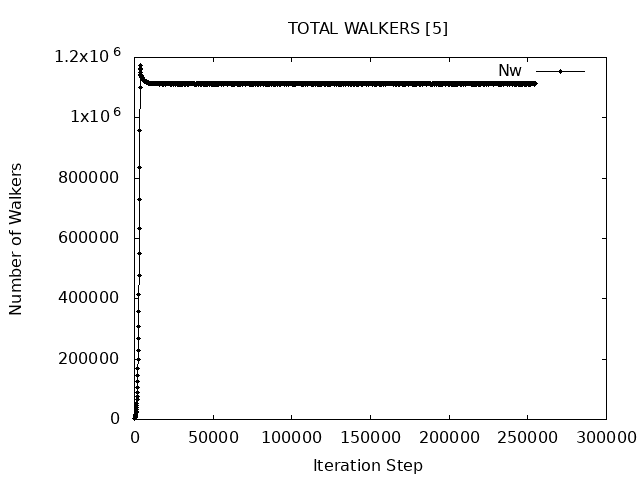 TOTAL WALKERS [5]
1.2x10^6
Nw
1x10^6
800000
600000
400000
200000
0
Number of Walkers
0 50000 100000 150000 200000 250000 300000
Iteration Step